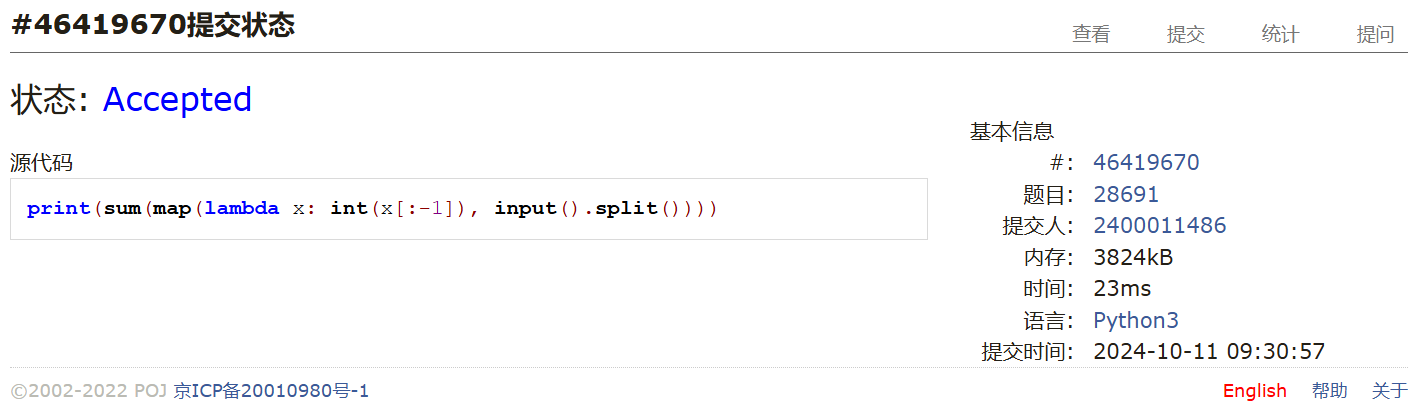 #46419670提交状态
查看 提交 统计 提问
状态: Accepted
源代码
print(sum(map(lambda x: int(x[:-1]), input().split())))
基本信息
#: 46419670
题目: 28691
提交人: 2400011486
内存: 3824kB
时间: 23ms
语言: Python3
提交时间: 2024-10-11 09:30:57
©2002-2022 POJ 京ICP备20010980号-1
English 帮助 关于